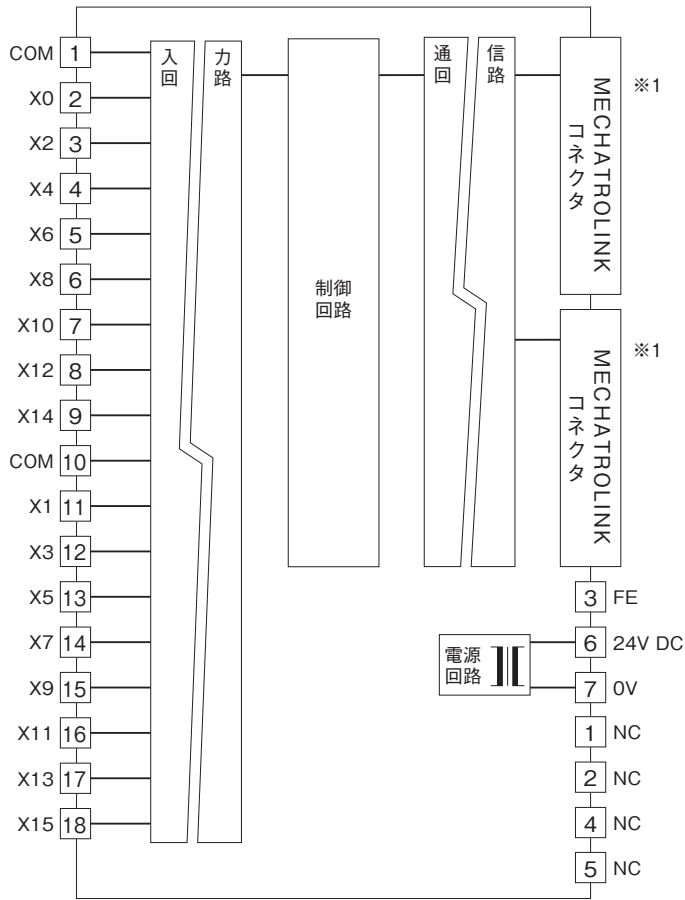 COM 1
X0 2
X2 3
X4 4
X6 5
X8 6
X10 7
X12 8
X14 9
COM 10
X1 11
X3 12
X5 13
X7 14
X9 15
X11 16
X13 17
X15 18
入力
回路
制御
回路
通信
回路
MECHATROLINK
コネクタ
※1
MECHATROLINK
コネクタ
※1
3 FE
電源
回路
6 24V DC
7 0V
1 NC
2 NC
4 NC
5 NC